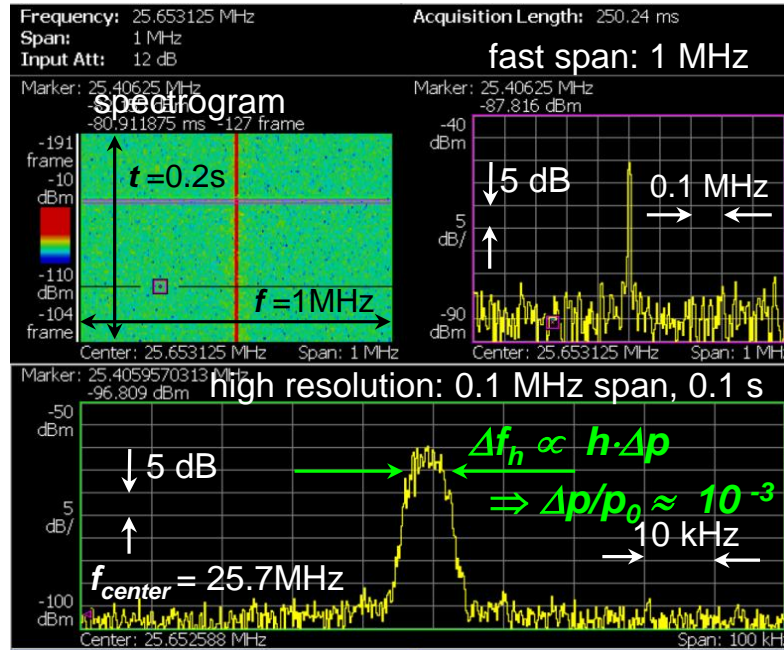 Frequency: 25.653125 MHz
Acquisition Length: 250.24 ms
Span: 1 MHz
Input Att: 12 dB
fast span: 1 MHz
Marker: 25.40625 MHz
spectrogram
-80.911875 ms -127 frame
Marker: 25.40625 MHz
-87.816 dBm
-191
frame
-10
dBm
-110
dBm
-104
frame
t =0.2s
f =1MHz
Center: 25.653125 MHz
Span: 1 MHz
-40
dBm
5
dB/
-90
dBm
5 dB
0.1 MHz
Center: 25.653125 MHz
Span: 1 MHz
Marker: 25.4059570313 MHz
-96.809 dBm
high resolution: 0.1 MHz span, 0.1 s
-50
dBm
5
dB/
-100
dBm
5 dB
Δf_h ∝ h·Δp
⇒ Δp/p_0 ≈ 10^-3
10 kHz
f_center = 25.7MHz
Center: 25.652588 MHz
Span: 100 kHz